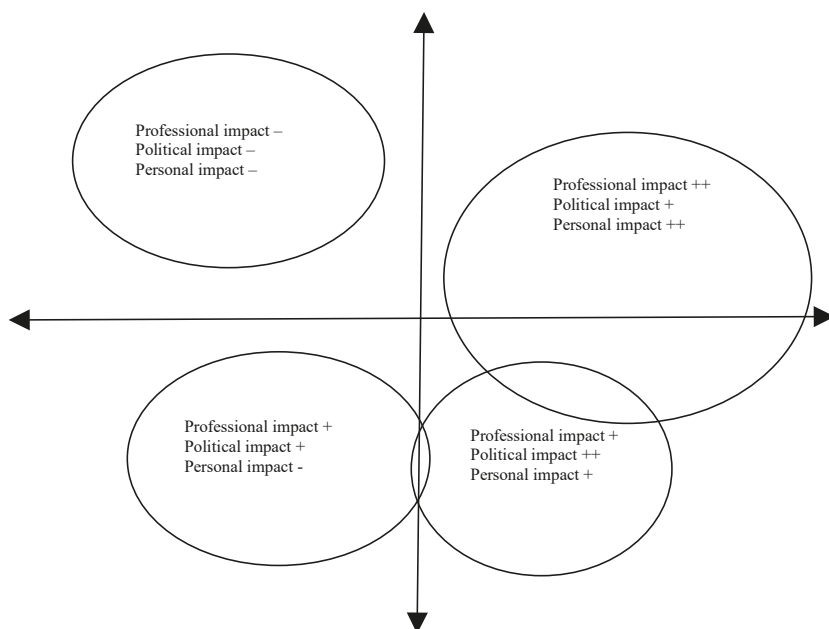 Professional impact –
Political impact –
Personal impact –
Professional impact ++
Political impact +
Personal impact ++
Professional impact +
Political impact +
Personal impact -
Professional impact +
Political impact ++
Personal impact +